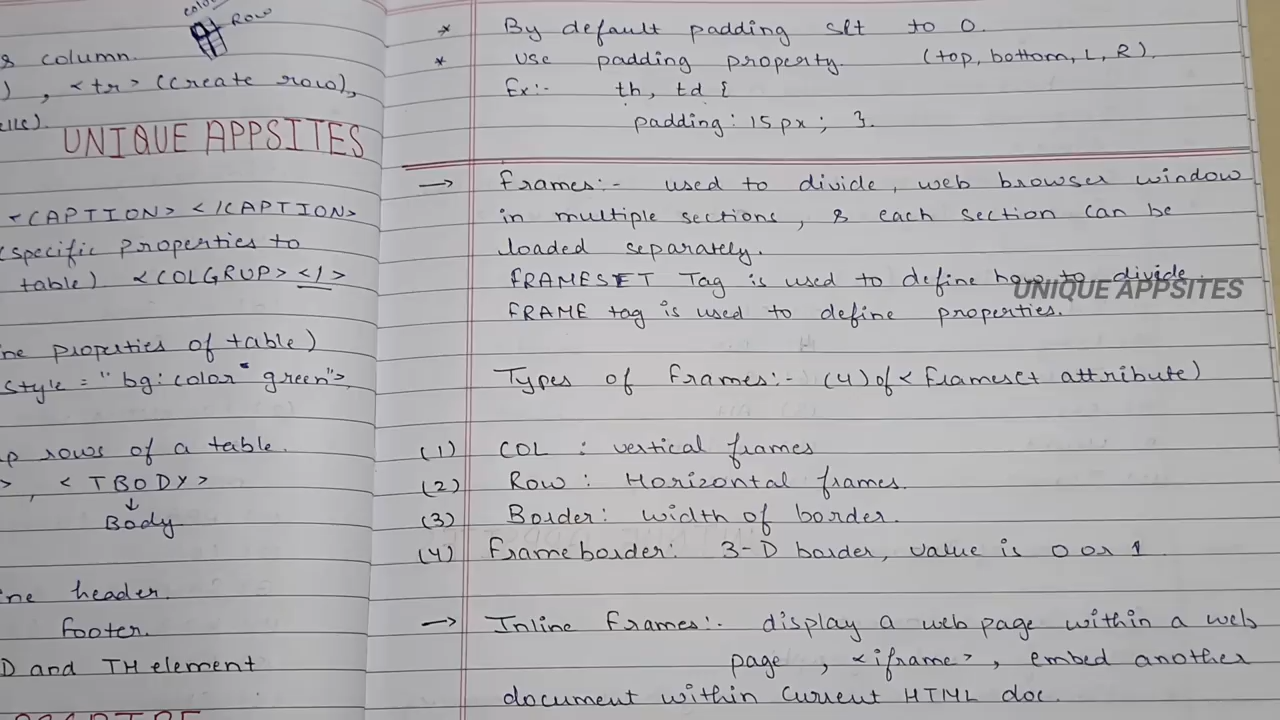 Row
& column.
), <tr> (create row),
UNIQUE APPSITES
<CAPTION> </CAPTION>
(specific properties to
table) <COLGRUP> </>
ne properties of table)
style = "bg:color" green">
p rows of a table.
>, <TBODY>
↓
Body
ne header.
footer.
D and TH element
* By default padding set to 0.
* use padding property. (top, bottom, L, R).
Ex:- th, td {
padding: 15px; }.
→ frames:- used to divide, web browser window
in multiple sections, & each section can be
loaded separately.
FRAMESET Tag is used to define how to divide
FRAME tag is used to define properties.
UNIQUE APPSITES
Types of frames:- (4) of <frameset attribute)
(1) COL : vertical frames
(2) Row: Horizontal frames.
(3) Border: width of border.
(4) Frameborder: 3-D border, value is 0 or 1
→ Inline frames:- display a web page within a web
page, <iframe>, embed another
document within current HTML doc.